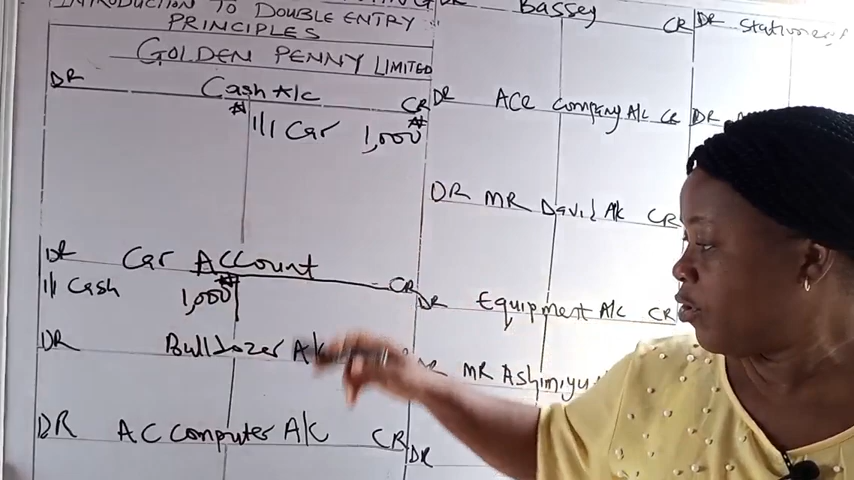 INTRODUCTION TO DOUBLE ENTRY
PRINCIPLES
GOLDEN PENNY LIMITED
DR Cash A/c CR
₦ ₦
1/1 Car 1,000
DR Car Account CR
₦
1/1 Cash 1,000
DR Bulldozer A/c
DR AC Computer A/c CR
DR Bassey CR
DR ACE Company A/c CR
DR MR David A/c CR
DR Equipment A/c CR
DR MR Ashimiyu
DR
DR Stationery
DR